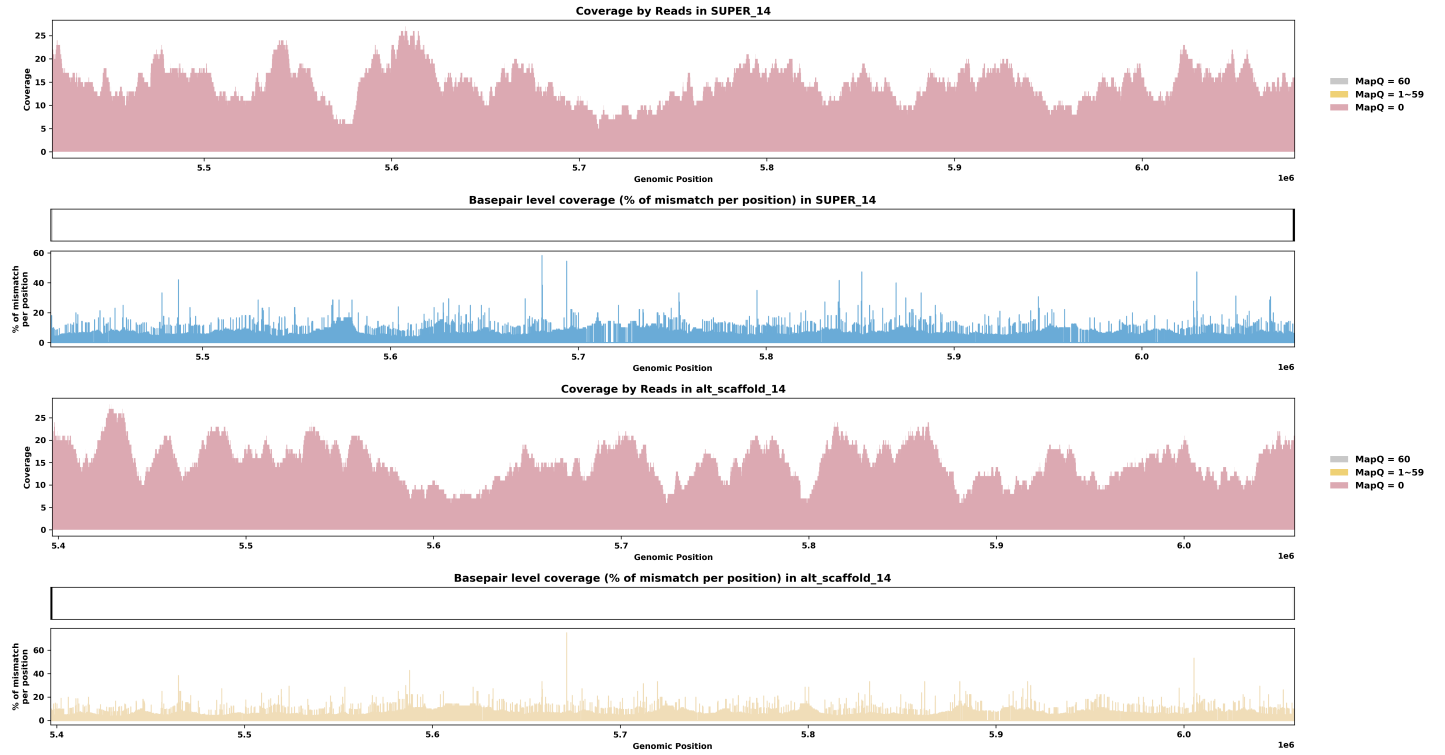 Coverage by Reads in SUPER_14
25
20
15
10
5
0
Coverage
5.5
5.6
5.7
5.8
5.9
6.0
Genomic Position
1e6
MapQ = 60
MapQ = 1~59
MapQ = 0
Basepair level coverage (% of mismatch per position) in SUPER_14
60
40
20
0
% of mismatch
per position
5.5
5.6
5.7
5.8
5.9
6.0
Genomic Position
1e6
Coverage by Reads in alt_scaffold_14
25
20
15
10
5
0
Coverage
5.4
5.5
5.6
5.7
5.8
5.9
6.0
Genomic Position
1e6
MapQ = 60
MapQ = 1~59
MapQ = 0
Basepair level coverage (% of mismatch per position) in alt_scaffold_14
60
40
20
0
% of mismatch
per position
5.4
5.5
5.6
5.7
5.8
5.9
6.0
Genomic Position
1e6